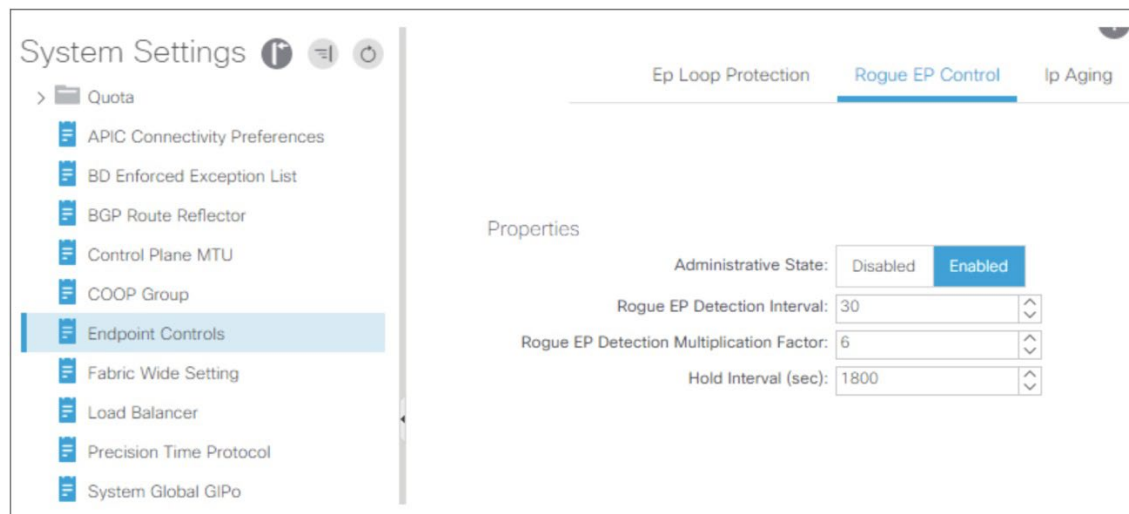 System Settings
Quota
APIC Connectivity Preferences
BD Enforced Exception List
BGP Route Reflector
Control Plane MTU
COOP Group
Endpoint Controls
Fabric Wide Setting
Load Balancer
Precision Time Protocol
System Global GIPo
Ep Loop Protection Rogue EP Control Ip Aging
Properties
Administrative State: Disabled Enabled
Rogue EP Detection Interval: 30
Rogue EP Detection Multiplication Factor: 6
Hold Interval (sec): 1800